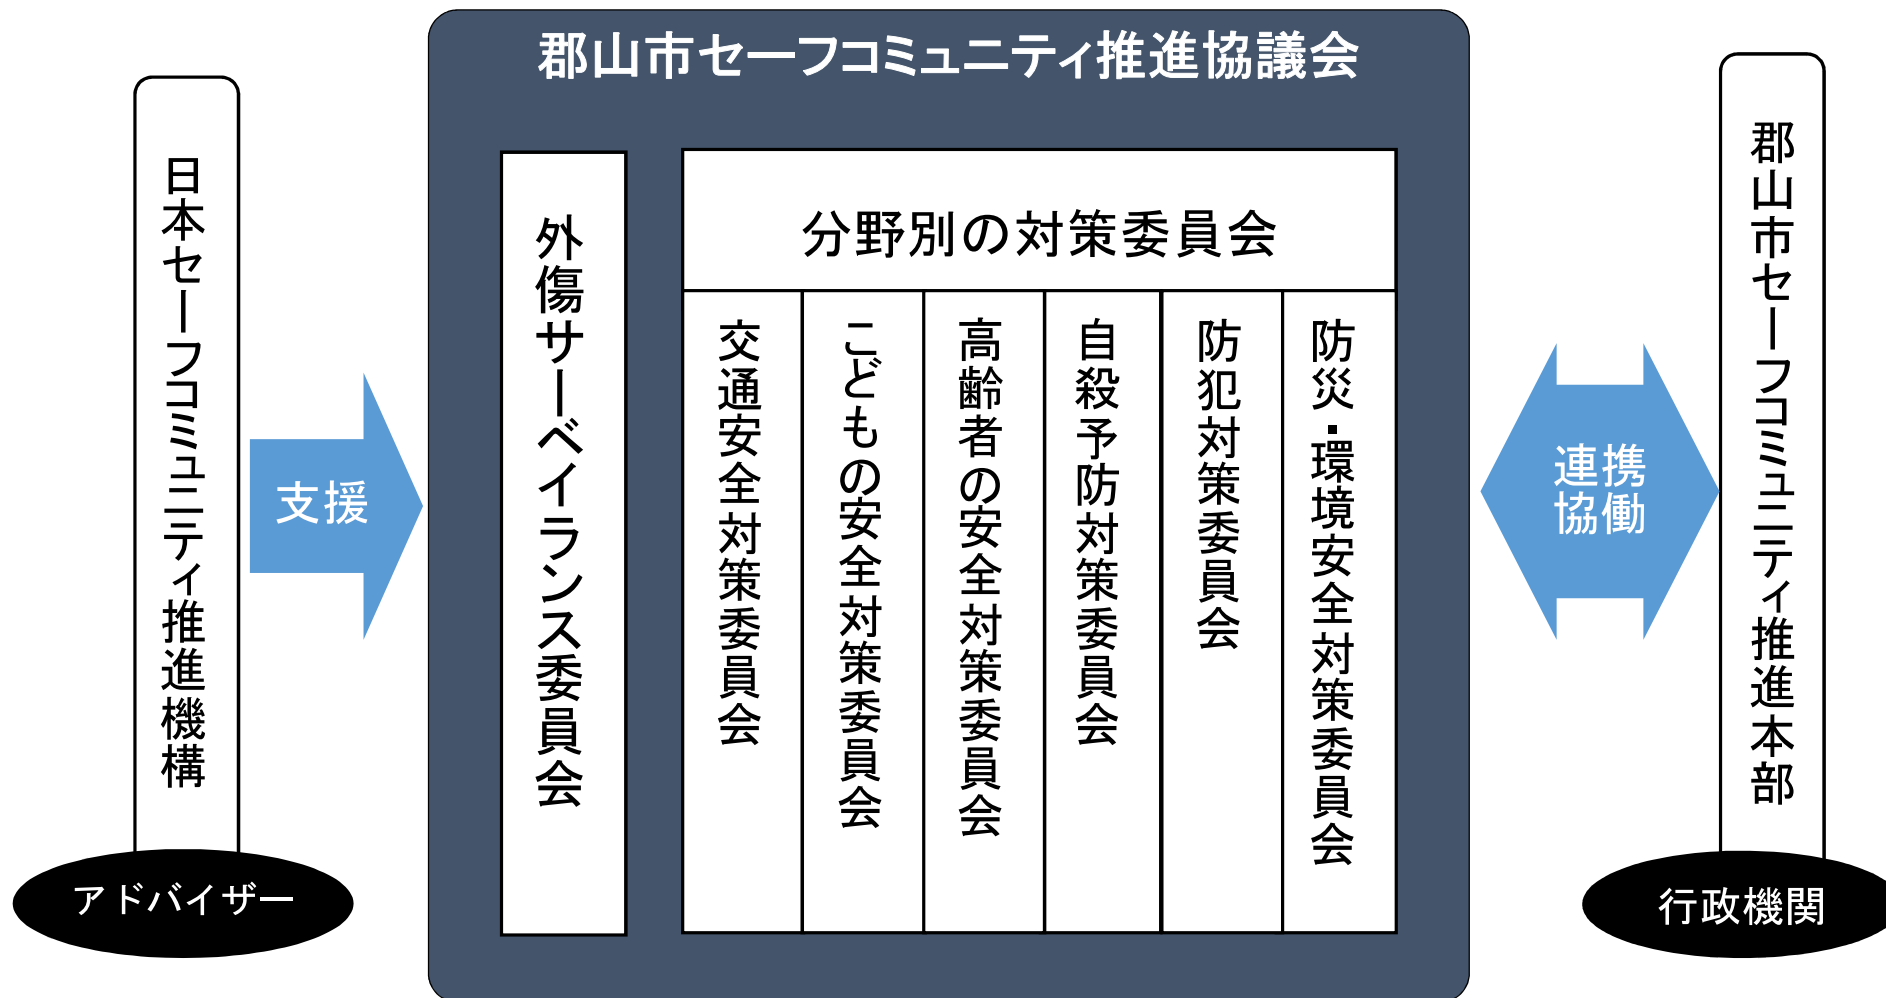 郡山市セーフコミュニティ推進協議会
日本セーフコミュニティ推進機構
アドバイザー
支援
外傷サーベイランス委員会
分野別の対策委員会
交通安全対策委員会
こどもの安全対策委員会
高齢者の安全対策委員会
自殺予防対策委員会
防犯対策委員会
防災・環境安全対策委員会
連携
協働
郡山市セーフコミュニティ推進本部
行政機関